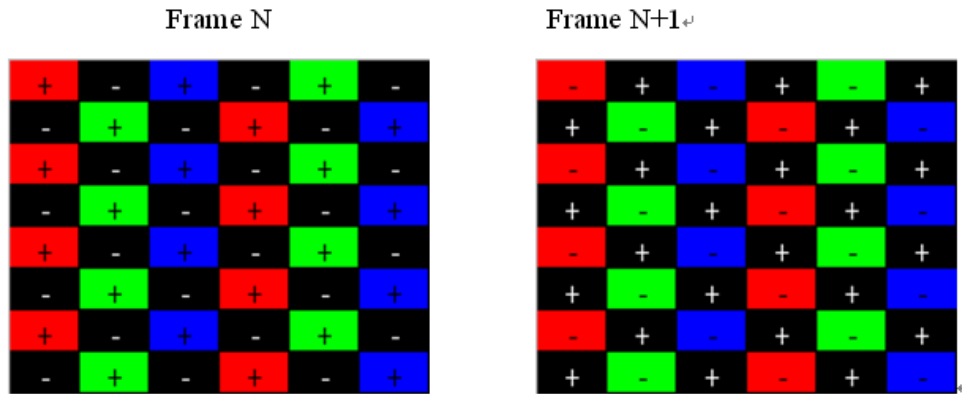 Frame N Frame N+1↵
+ - + - + - - + - + - +
- + - + - + + - + - + -
+ - + - + - - + - + - +
- + - + - + + - + - + -
+ - + - + - - + - + - +
- + - + - + + - + - + -
+ - + - + - - + - + - +
- + - + - + + - + - + -